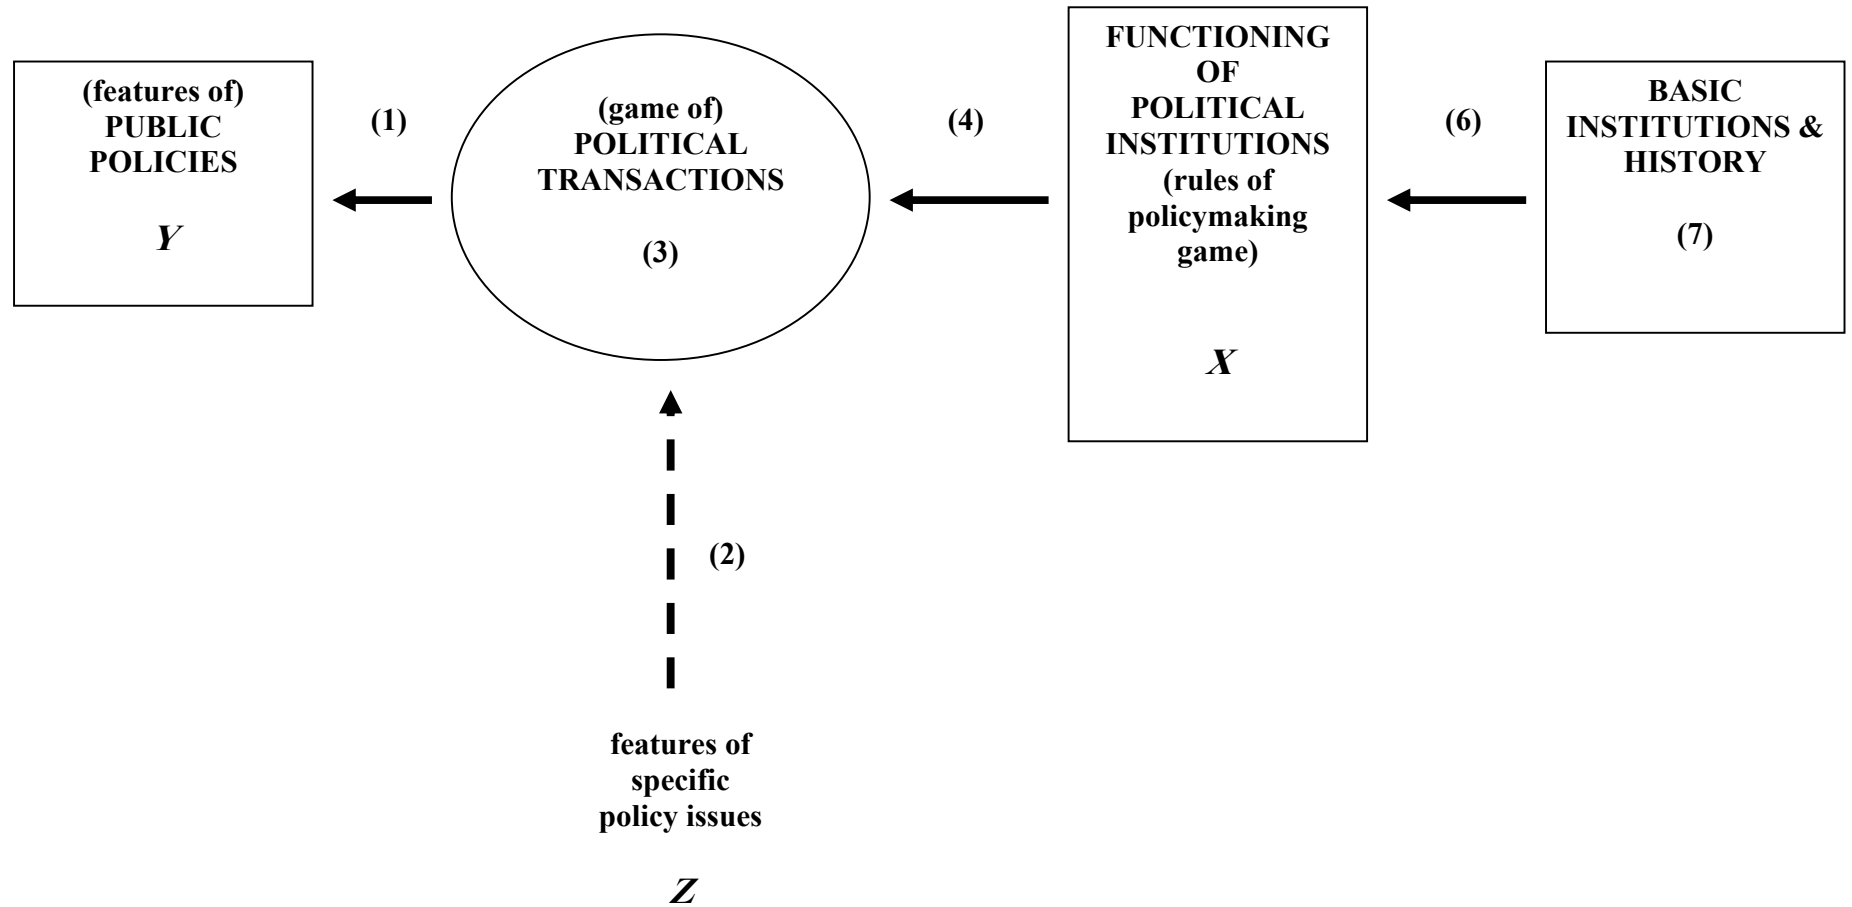 (features of)
PUBLIC
POLICIES
Y
(1)
(game of)
POLITICAL
TRANSACTIONS
(3)
(4)
FUNCTIONING
OF
POLITICAL
INSTITUTIONS
(rules of
policymaking
game)
X
(6)
BASIC
INSTITUTIONS &
HISTORY
(7)
(2)
features of
specific
policy issues
Z